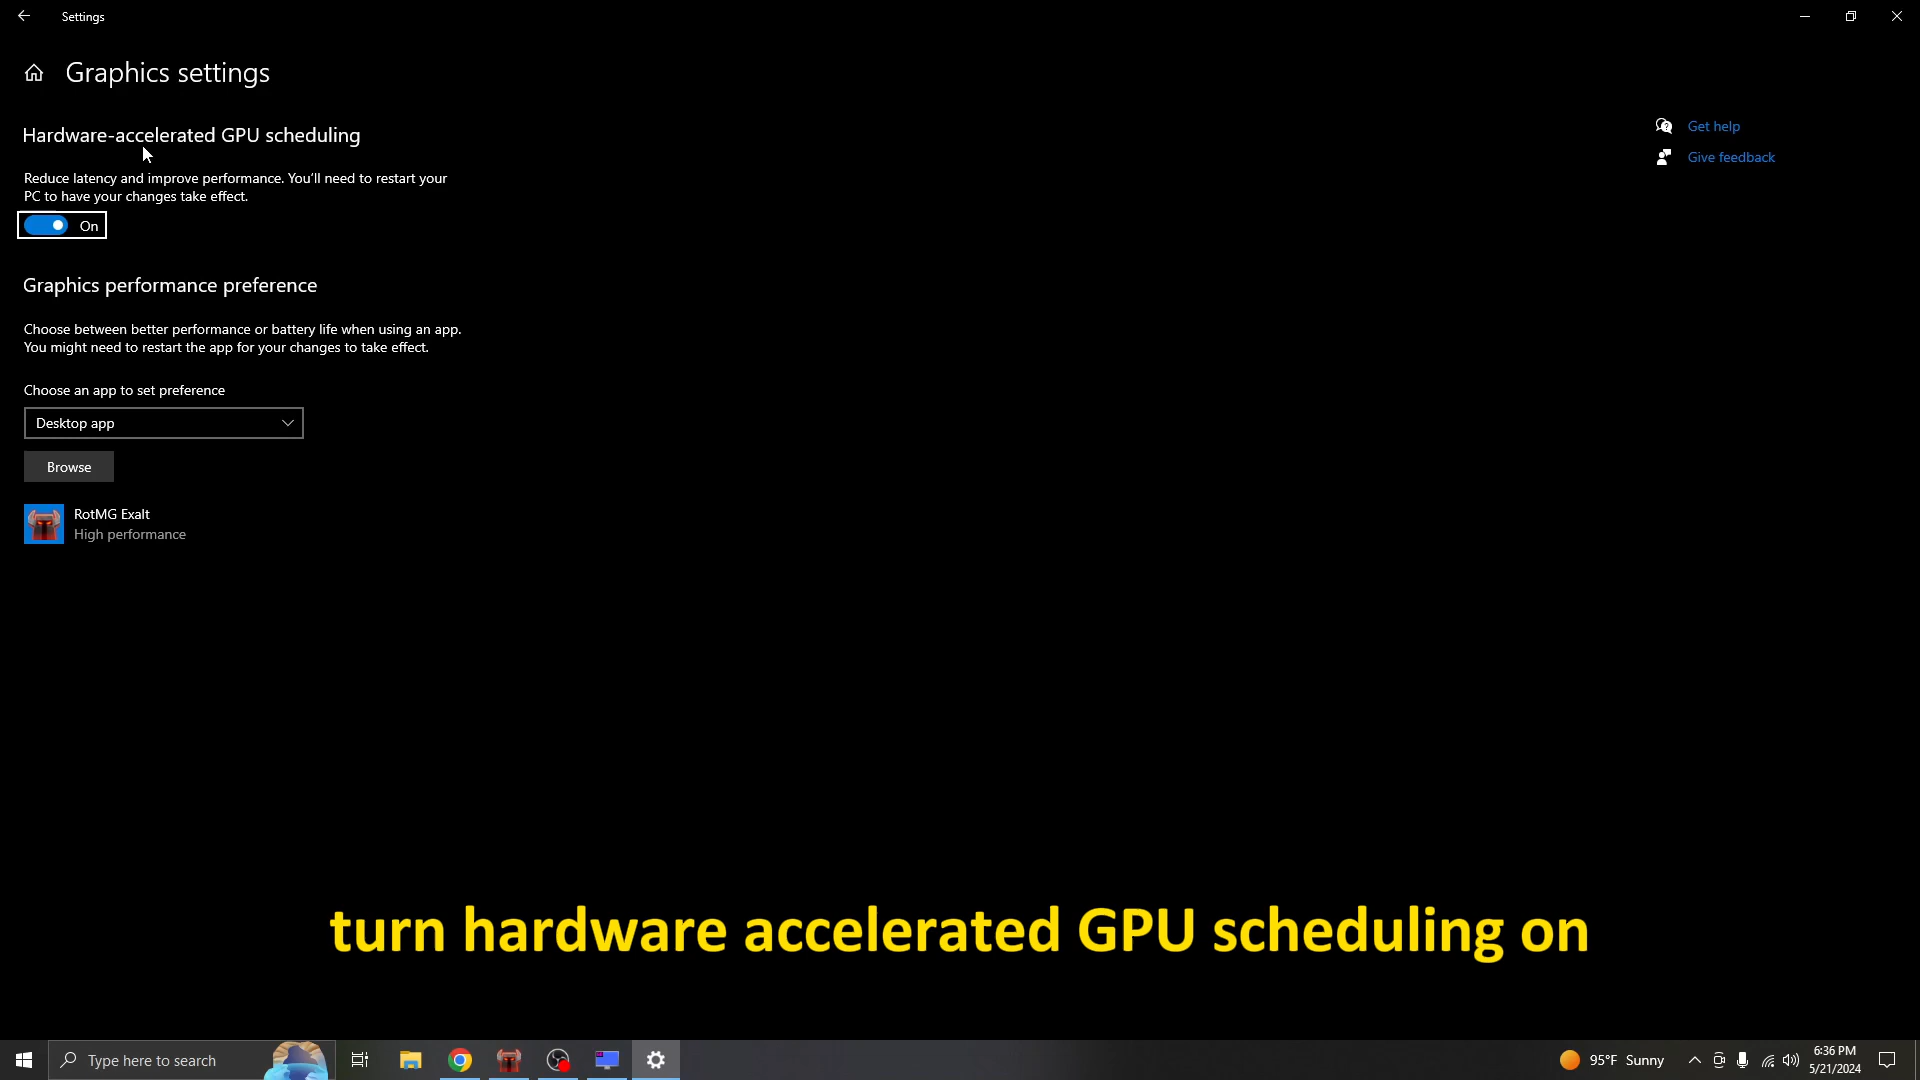 Settings
Graphics settings
Hardware-accelerated GPU scheduling
Reduce latency and improve performance. You'll need to restart your
PC to have your changes take effect.
On
Graphics performance preference
Choose between better performance or battery life when using an app.
You might need to restart the app for your changes to take effect.
Choose an app to set preference
Desktop app
Browse
RotMG Exalt
High performance
Get help
Give feedback
turn hardware accelerated GPU scheduling on
Type here to search
95°F Sunny
6:36 PM
5/21/2024